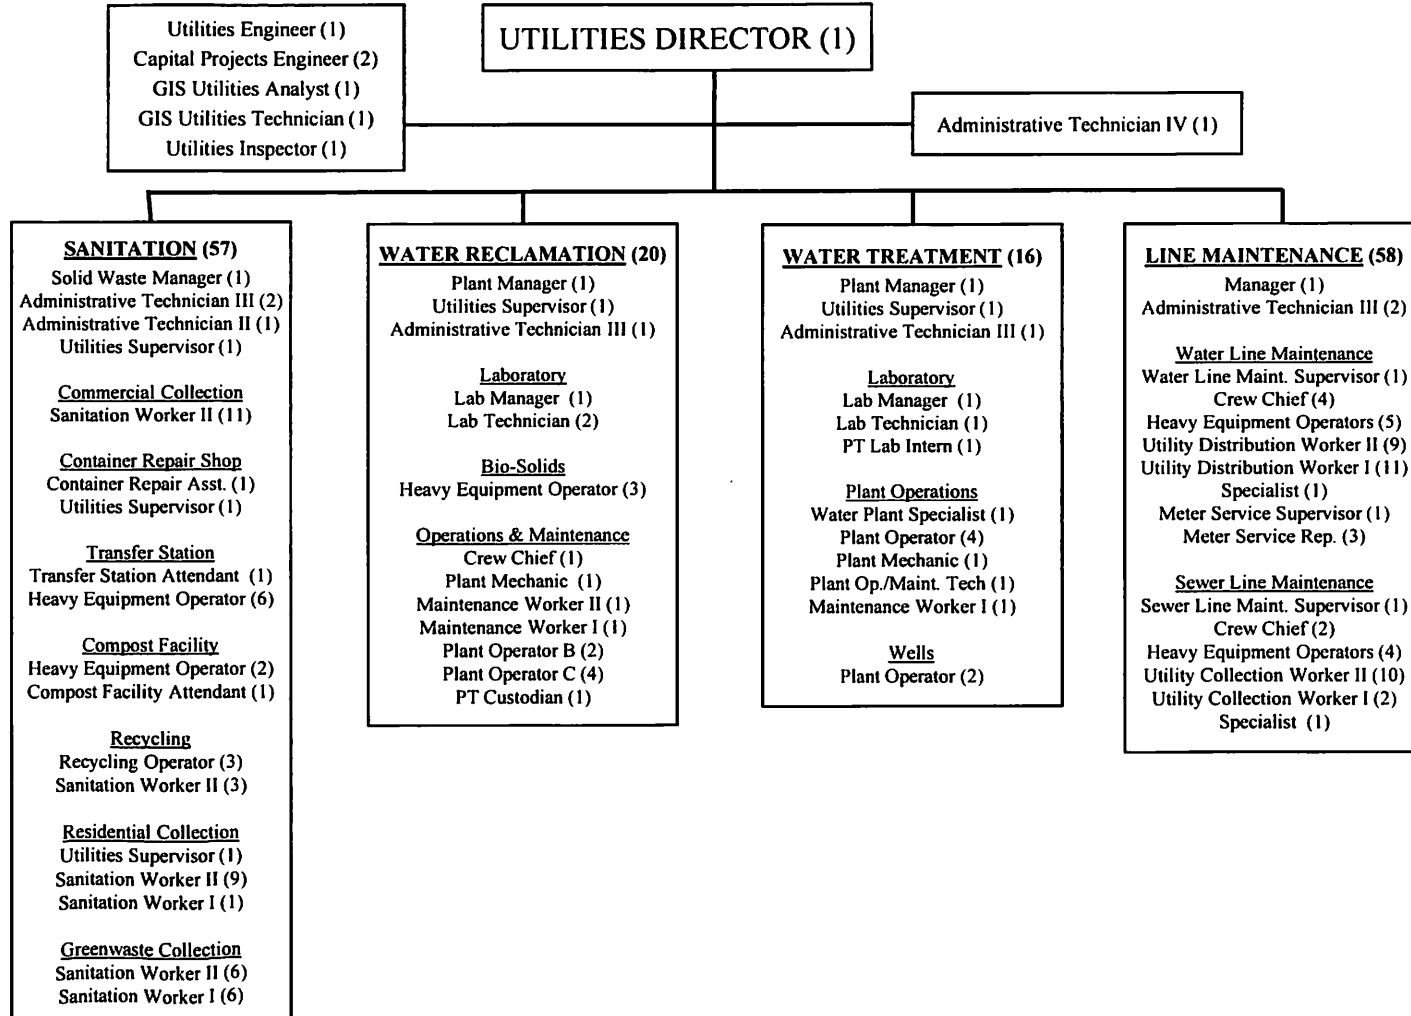 Utilities Engineer (1)
Capital Projects Engineer (2)
GIS Utilities Analyst (1)
GIS Utilities Technician (1)
Utilities Inspector (1)
UTILITIES DIRECTOR (1)
Administrative Technician IV (1)
SANITATION (57)
Solid Waste Manager (1)
Administrative Technician III (2)
Administrative Technician II (1)
Utilities Supervisor (1)
Commercial Collection
Sanitation Worker II (11)
Container Repair Shop
Container Repair Asst. (1)
Utilities Supervisor (1)
Transfer Station
Transfer Station Attendant (1)
Heavy Equipment Operator (6)
Compost Facility
Heavy Equipment Operator (2)
Compost Facility Attendant (1)
Recycling
Recycling Operator (3)
Sanitation Worker II (3)
Residential Collection
Utilities Supervisor (1)
Sanitation Worker II (9)
Sanitation Worker I (1)
Greenwaste Collection
Sanitation Worker II (6)
Sanitation Worker I (6)
WATER RECLAMATION (20)
Plant Manager (1)
Utilities Supervisor (1)
Administrative Technician III (1)
Laboratory
Lab Manager (1)
Lab Technician (2)
Bio-Solids
Heavy Equipment Operator (3)
Operations & Maintenance
Crew Chief (1)
Plant Mechanic (1)
Maintenance Worker II (1)
Maintenance Worker I (1)
Plant Operator B (2)
Plant Operator C (4)
PT Custodian (1)
WATER TREATMENT (16)
Plant Manager (1)
Utilities Supervisor (1)
Administrative Technician III (1)
Laboratory
Lab Manager (1)
Lab Technician (1)
PT Lab Intern (1)
Plant Operations
Water Plant Specialist (1)
Plant Operator (4)
Plant Mechanic (1)
Plant Op./Maint. Tech (1)
Maintenance Worker I (1)
Wells
Plant Operator (2)
LINE MAINTENANCE (58)
Manager (1)
Administrative Technician III (2)
Water Line Maintenance
Water Line Maint. Supervisor (1)
Crew Chief (4)
Heavy Equipment Operators (5)
Utility Distribution Worker II (9)
Utility Distribution Worker I (11)
Specialist (1)
Meter Service Supervisor (1)
Meter Service Rep. (3)
Sewer Line Maintenance
Sewer Line Maint. Supervisor (1)
Crew Chief (2)
Heavy Equipment Operators (4)
Utility Collection Worker II (10)
Utility Collection Worker I (2)
Specialist (1)